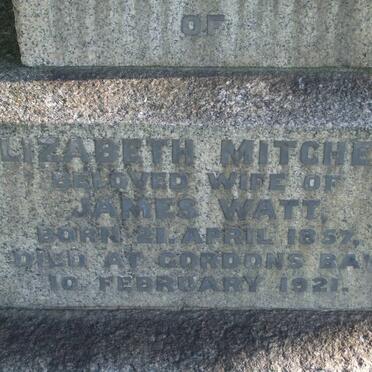 OF
LIZABETH MITCHE
BELOVED WIFE OF
JAMES WATT,
BORN 21. APRIL 1857,
DIED AT GORDONS BA
10. FEBRUARY 1921.